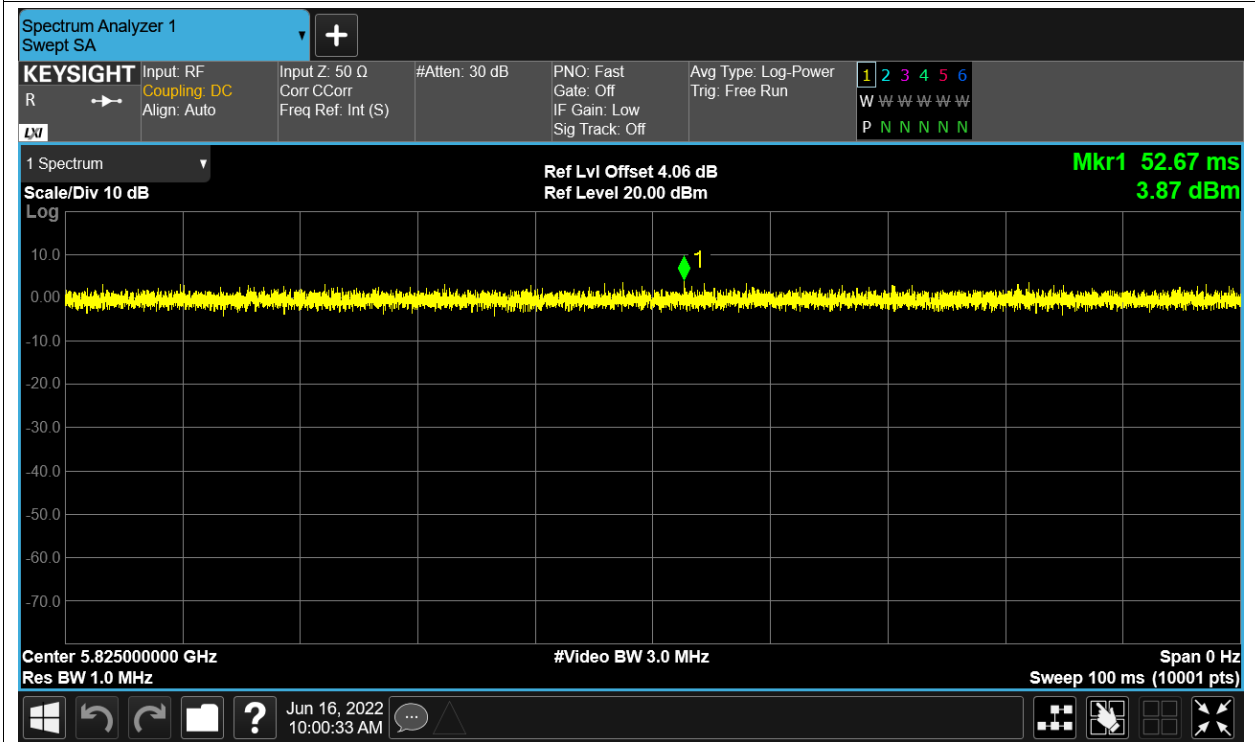 Spectrum Analyzer 1
Swept SA
▼
+
KEYSIGHT
R
LXI
Input: RF
Coupling: DC
Align: Auto
Input Z: 50 Ω
Corr CCorr
Freq Ref: Int (S)
#Atten: 30 dB
PNO: Fast
Gate: Off
IF Gain: Low
Sig Track: Off
Avg Type: Log-Power
Trig: Free Run
1 2 3 4 5 6
W W W W W W
P N N N N N
1 Spectrum ▼
Scale/Div 10 dB
Ref Lvl Offset 4.06 dB
Ref Level 20.00 dBm
Mkr1 52.67 ms
3.87 dBm
Log
10.0
1
0.00
-10.0
-20.0
-30.0
-40.0
-50.0
-60.0
-70.0
Center 5.825000000 GHz
#Video BW 3.0 MHz
Span 0 Hz
Res BW 1.0 MHz
Sweep 100 ms (10001 pts)
?
Jun 16, 2022
10:00:33 AM